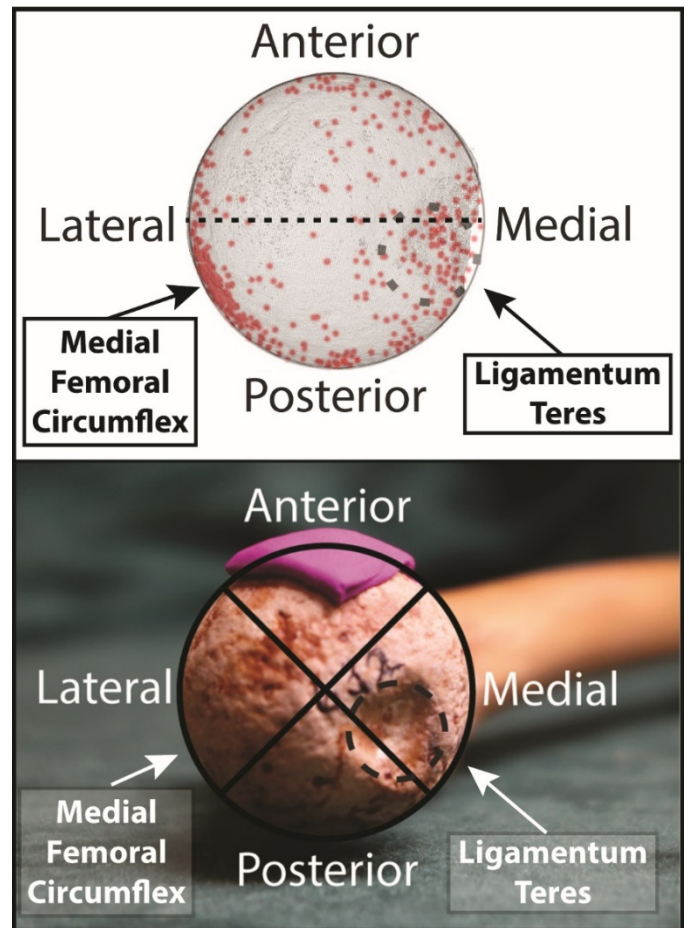 Anterior
Lateral
Medial
Medial
Femoral
Circumflex
Ligamentum
Teres
Posterior
Anterior
Lateral
Medial
Medial
Femoral
Circumflex
Ligamentum
Teres
Posterior